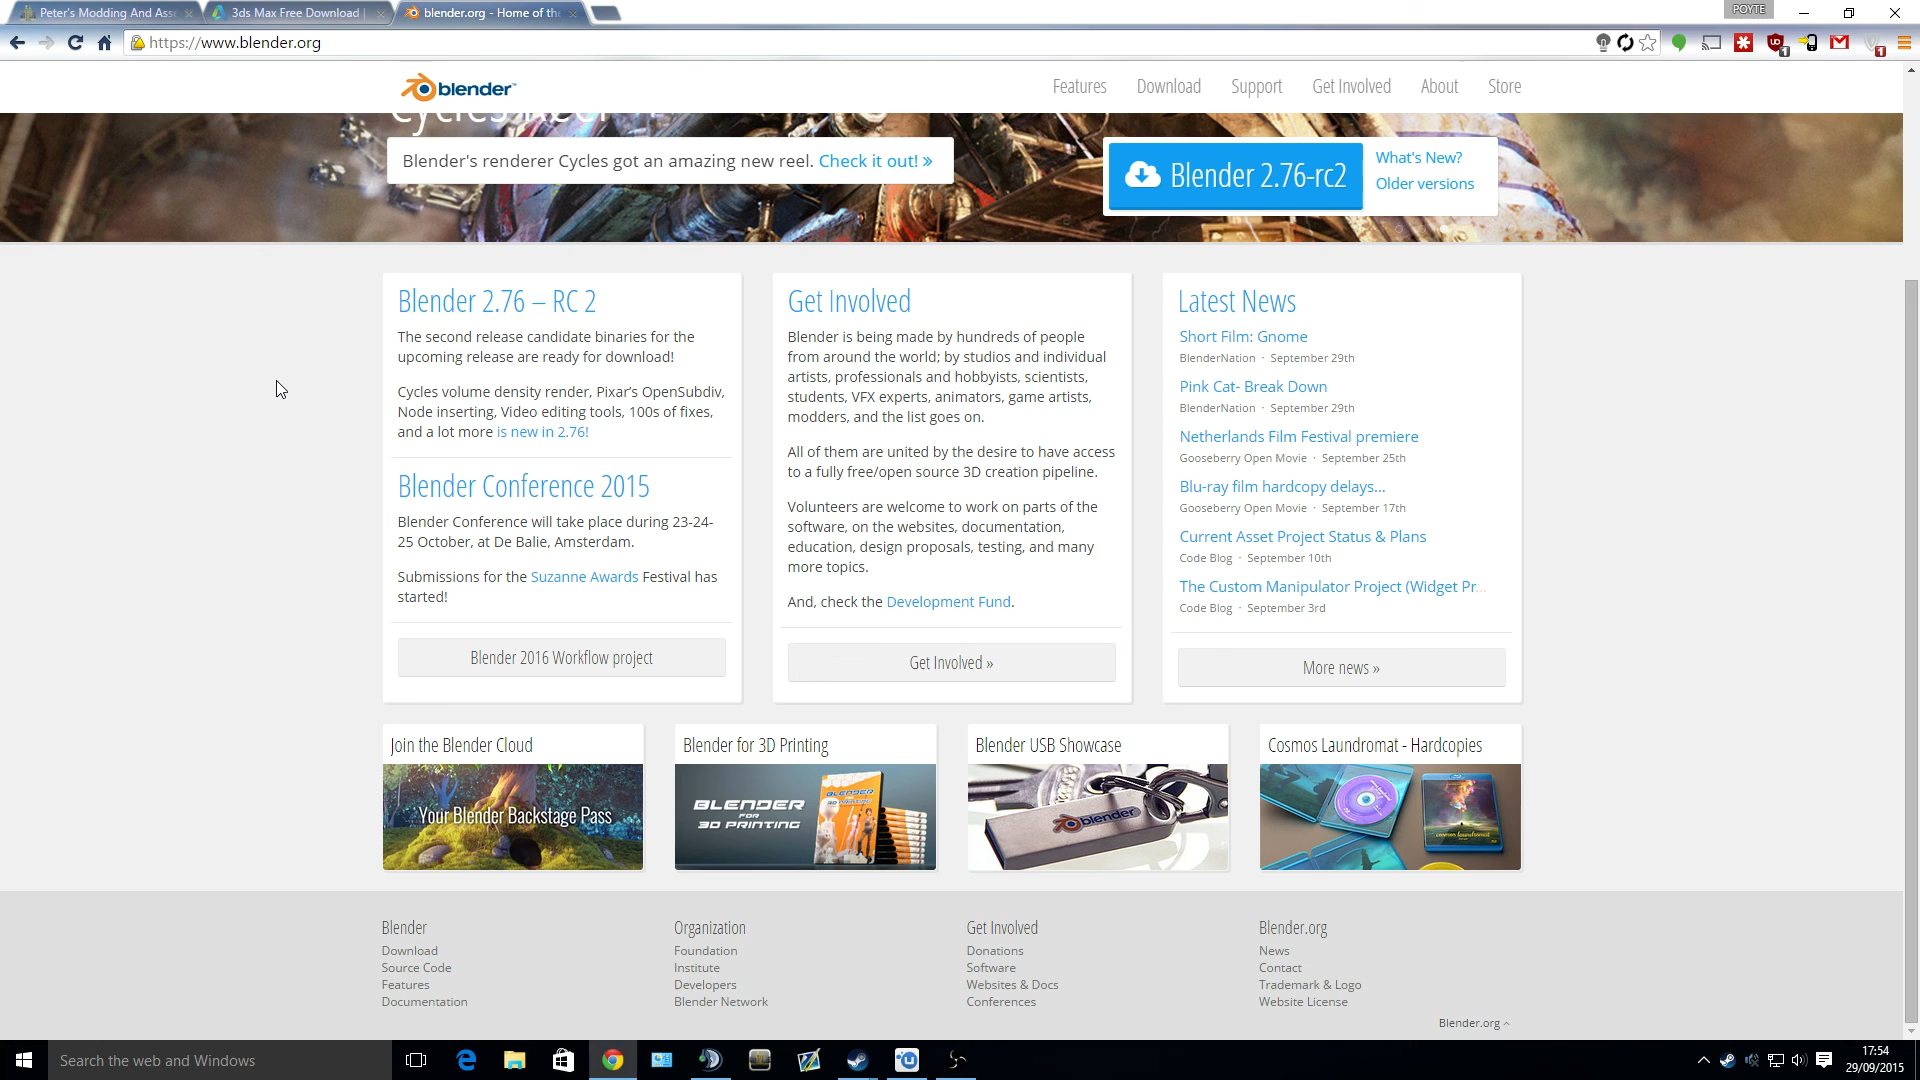 Peter's Modding And Asse
3ds Max Free Download |
blender.org - Home of the
POYTE
https://www.blender.org
blender
Features
Download
Support
Get Involved
About
Store
Cycles Reel
Blender's renderer Cycles got an amazing new reel. Check it out! »
Blender 2.76-rc2
What's New?
Older versions
Blender 2.76 – RC 2
The second release candidate binaries for the
upcoming release are ready for download!
Cycles volume density render, Pixar's OpenSubdiv,
Node inserting, Video editing tools, 100s of fixes,
and a lot more is new in 2.76!
Blender Conference 2015
Blender Conference will take place during 23-24-
25 October, at De Balie, Amsterdam.
Submissions for the Suzanne Awards Festival has
started!
Blender 2016 Workflow project
Get Involved
Blender is being made by hundreds of people
from around the world; by studios and individual
artists, professionals and hobbyists, scientists,
students, VFX experts, animators, game artists,
modders, and the list goes on.
All of them are united by the desire to have access
to a fully free/open source 3D creation pipeline.
Volunteers are welcome to work on parts of the
software, on the websites, documentation,
education, design proposals, testing, and many
more topics.
And, check the Development Fund.
Get Involved »
Latest News
Short Film: Gnome
BlenderNation · September 29th
Pink Cat- Break Down
BlenderNation · September 29th
Netherlands Film Festival premiere
Gooseberry Open Movie · September 25th
Blu-ray film hardcopy delays...
Gooseberry Open Movie · September 17th
Current Asset Project Status & Plans
Code Blog · September 10th
The Custom Manipulator Project (Widget Pr...
Code Blog · September 3rd
More news »
Join the Blender Cloud
Your Blender Backstage Pass
Blender for 3D Printing
BLENDER
FOR
3D PRINTING
BLENDER
Blender USB Showcase
blender
Cosmos Laundromat - Hardcopies
cosmos laundromat
Blender
Download
Source Code
Features
Documentation
Organization
Foundation
Institute
Developers
Blender Network
Get Involved
Donations
Software
Websites & Docs
Conferences
Blender.org
News
Contact
Trademark & Logo
Website License
Blender.org
Search the web and Windows
17:54
29/09/2015